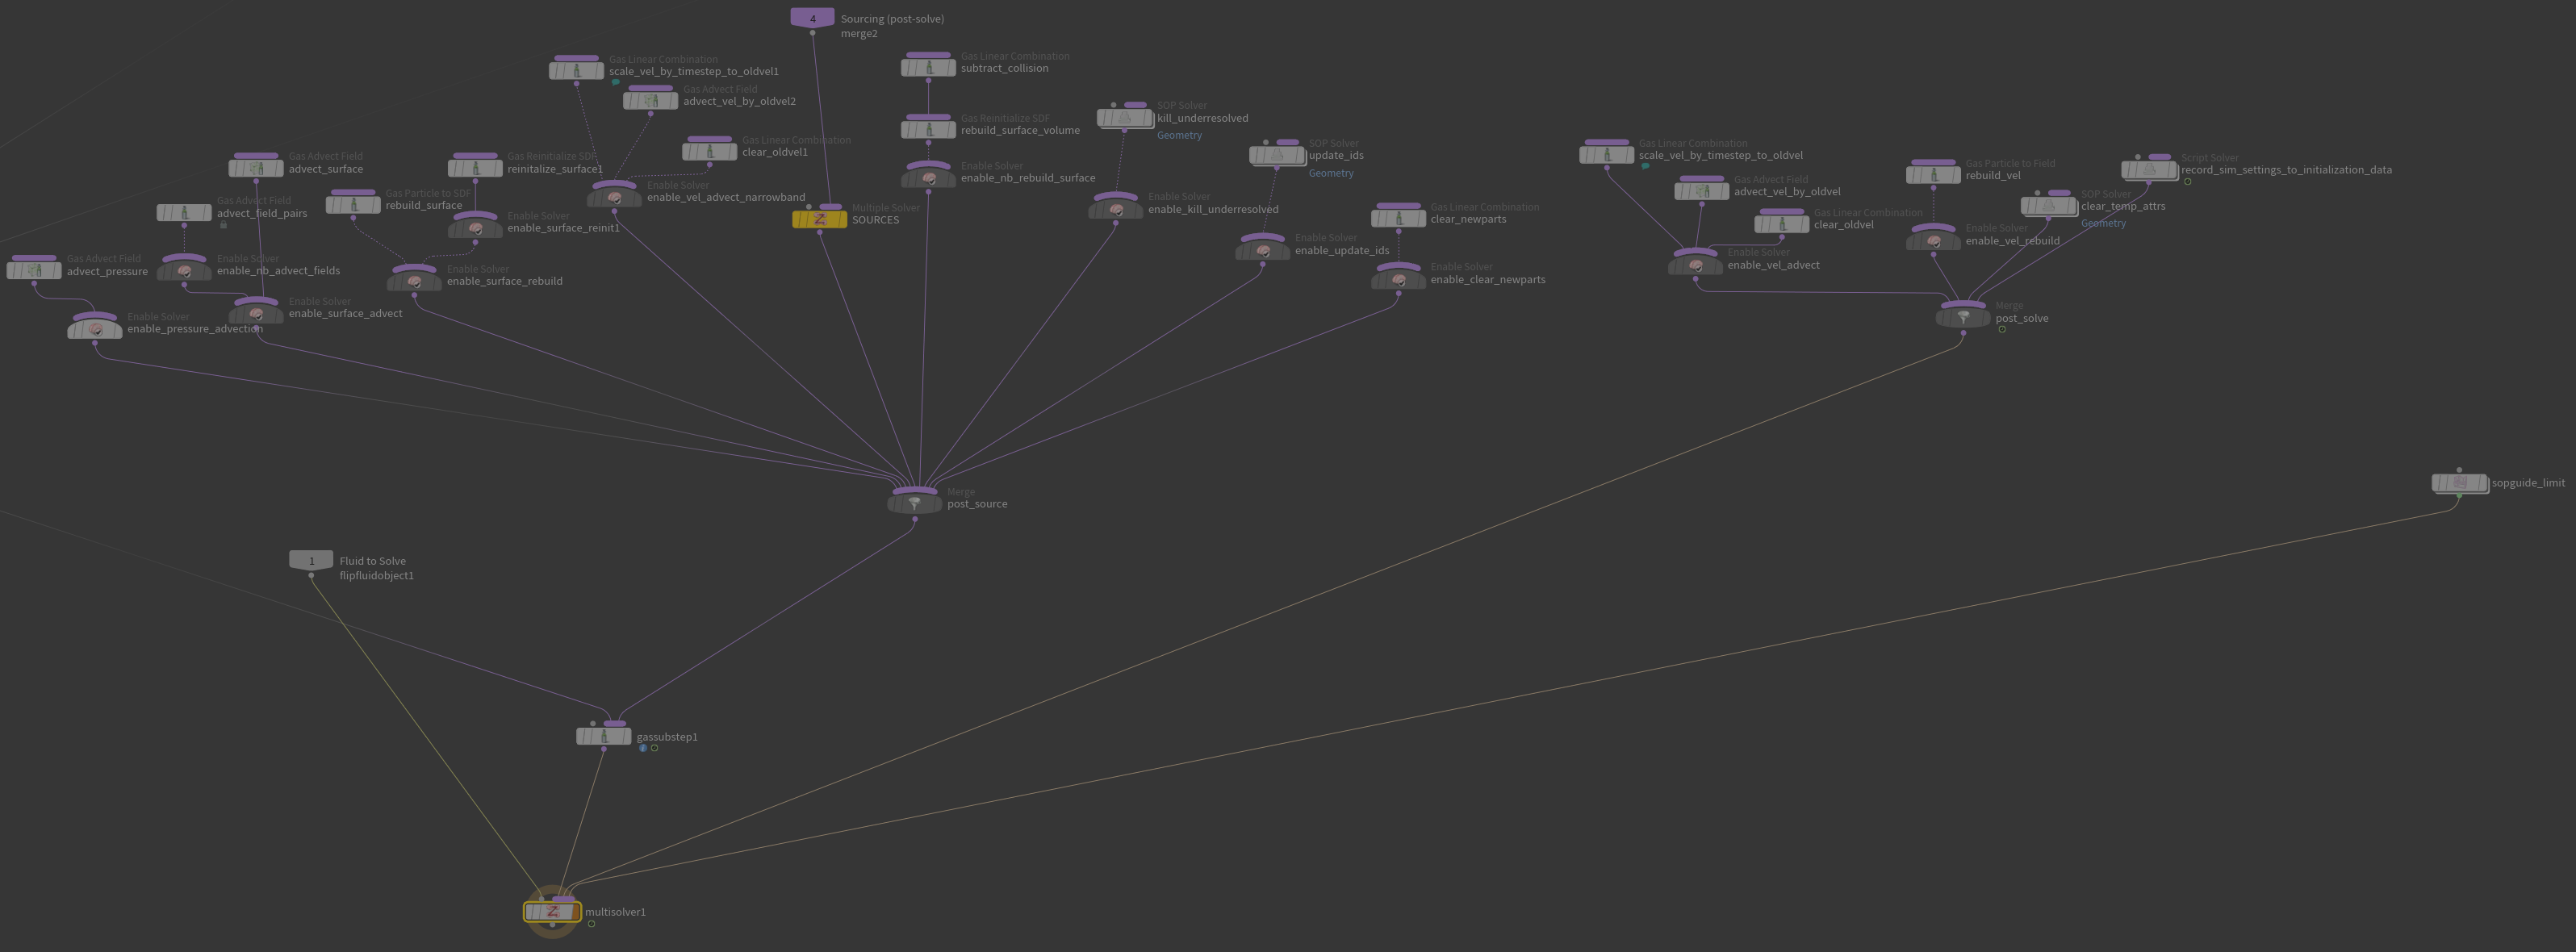 4
Sourcing (post-solve)
merge2
Gas Linear Combination
scale_vel_by_timestep_to_oldvel1
Gas Advect Field
advect_vel_by_oldvel2
Gas Linear Combination
clear_oldvel1
Gas Linear Combination
subtract_collision
Gas Reinitialize SDF
rebuild_surface_volume
Enable Solver
enable_nb_rebuild_surface
SOP Solver
kill_underresolved
Geometry
SOP Solver
update_ids
Geometry
Gas Linear Combination
scale_vel_by_timestep_to_oldvel
Gas Advect Field
advect_vel_by_oldvel
Gas Linear Combination
clear_oldvel
Gas Particle to Field
rebuild_vel
Script Solver
record_sim_settings_to_initialization_data
SOP Solver
clear_temp_attrs
Geometry
Gas Advect Field
advect_surface
Gas Advect Field
advect_field_pairs
Gas Particle to SDF
rebuild_surface
Gas Reinitialize SDF
reinitalize_surface1
Enable Solver
enable_surface_reinit1
Enable Solver
enable_vel_advect_narrowband
Multiple Solver
SOURCES
Enable Solver
enable_kill_underresolved
Enable Solver
enable_update_ids
Gas Linear Combination
clear_newparts
Enable Solver
enable_clear_newparts
Enable Solver
enable_vel_advect
Enable Solver
enable_vel_rebuild
Gas Advect Field
advect_pressure
Enable Solver
enable_nb_advect_fields
Enable Solver
enable_surface_rebuild
Enable Solver
enable_surface_advect
Enable Solver
enable_pressure_advection
Merge
post_solve
Merge
post_source
sopguide_limit
1
Fluid to Solve
flipfluidobject1
gassubstep1
multisolver1